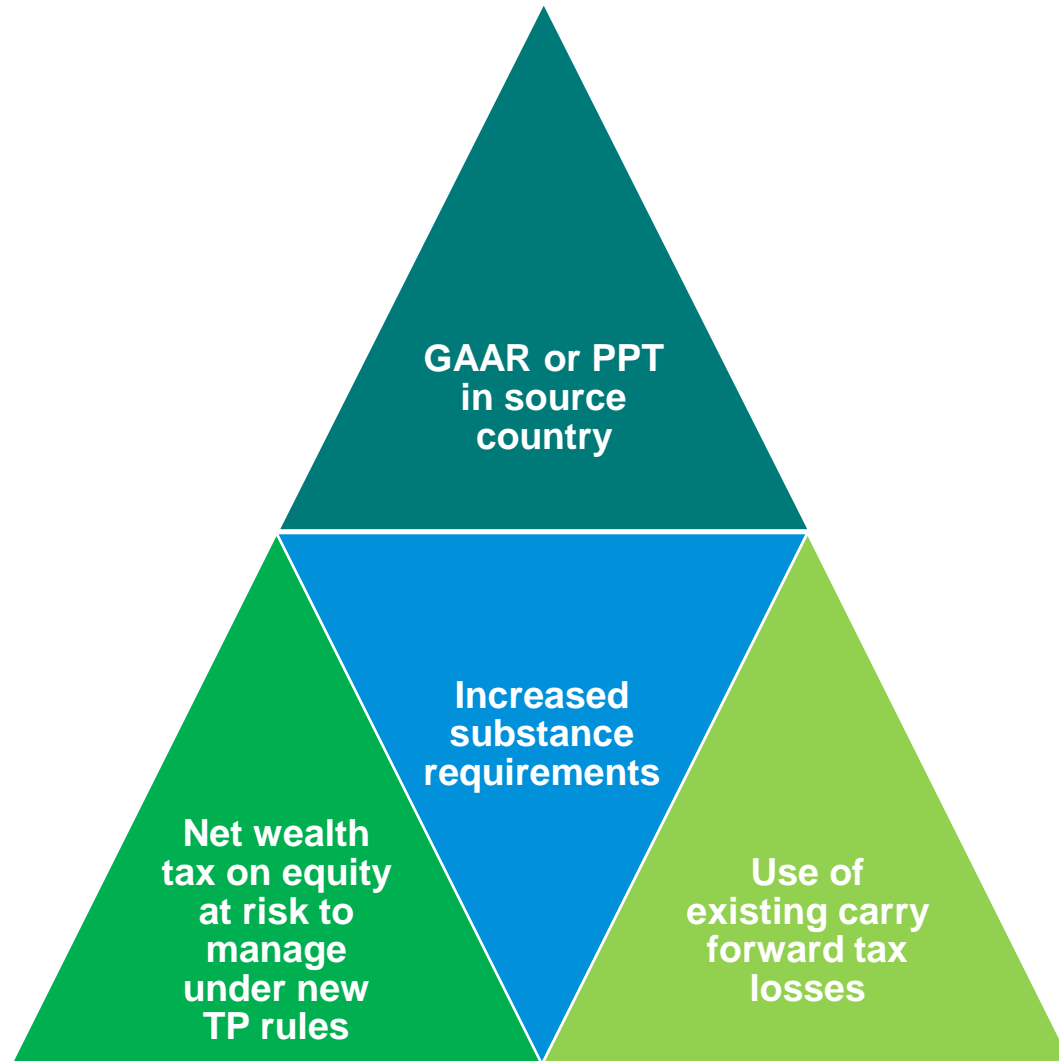 GAAR or PPT
in source
country
Increased
substance
requirements
Net wealth
tax on equity
at risk to
manage
under new
TP rules
Use of
existing carry
forward tax
losses